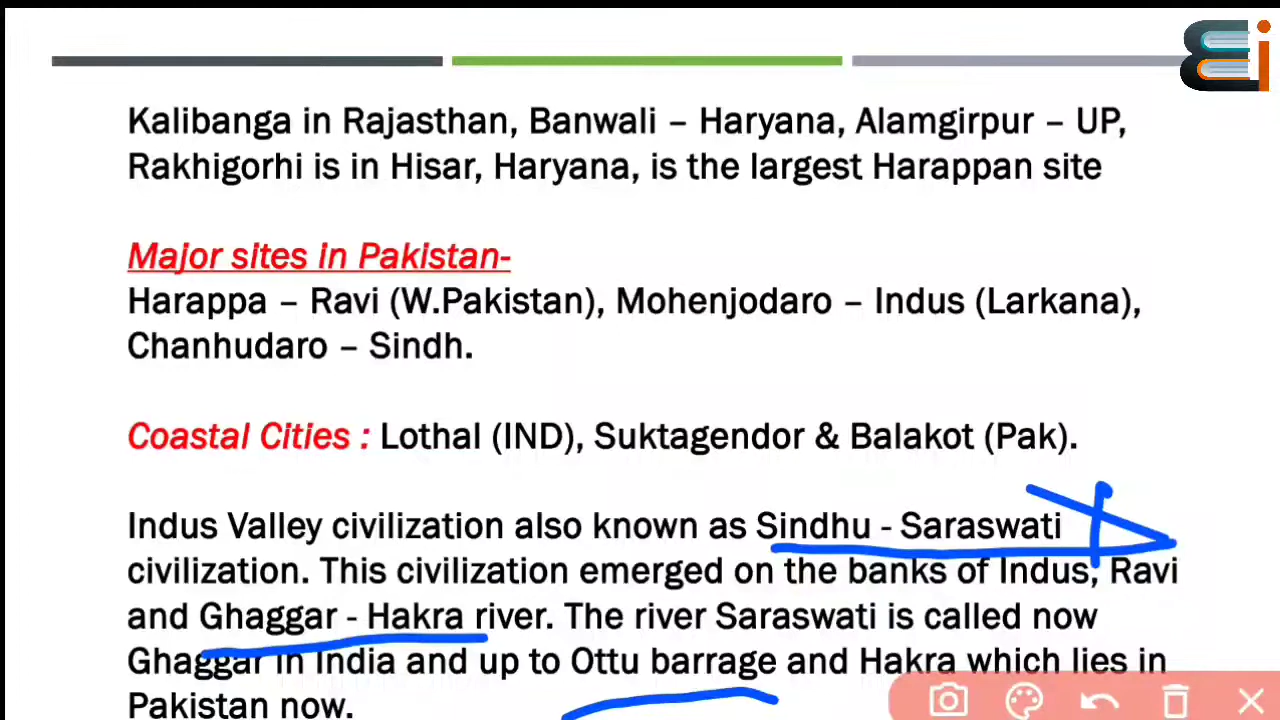 Kalibanga in Rajasthan, Banwali – Haryana, Alamgirpur – UP,
Rakhigorhi is in Hisar, Haryana, is the largest Harappan site
Major sites in Pakistan-
Harappa – Ravi (W.Pakistan), Mohenjodaro – Indus (Larkana),
Chanhudaro – Sindh.
Coastal Cities : Lothal (IND), Suktagendor & Balakot (Pak).
Indus Valley civilization also known as Sindhu - Saraswati
civilization. This civilization emerged on the banks of Indus, Ravi
and Ghaggar - Hakra river. The river Saraswati is called now
Ghaggar in India and up to Ottu barrage and Hakra which lies in
Pakistan now.